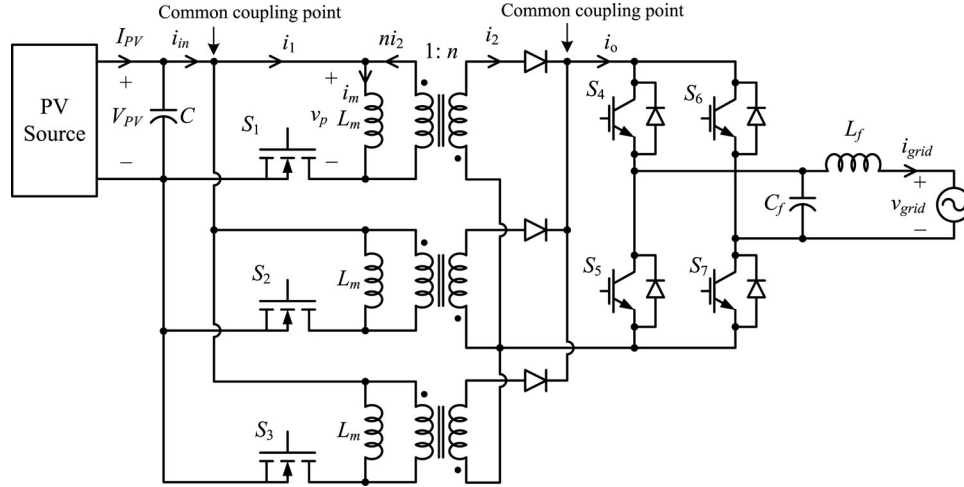 Common coupling point
Common coupling point
I_PV
i_in
i_1
ni_2
1: n
i_2
i_o
PV
Source
+
V_PV
−
C
S_1
+
v_p
−
i_m
L_m
S_4
S_6
L_f
i_grid
C_f
+
v_grid
−
S_2
L_m
S_5
S_7
S_3
L_m